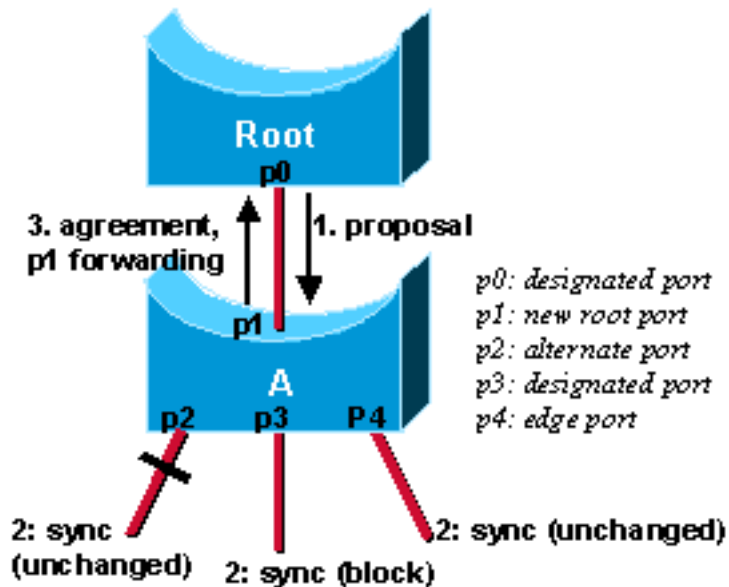 Root
p0
3. agreement,
p1 forwarding
1. proposal
p1
A
p2 p3 P4
p0: designated port
p1: new root port
p2: alternate port
p3: designated port
p4: edge port
2: sync
(unchanged)
2: sync (block)
2: sync (unchanged)